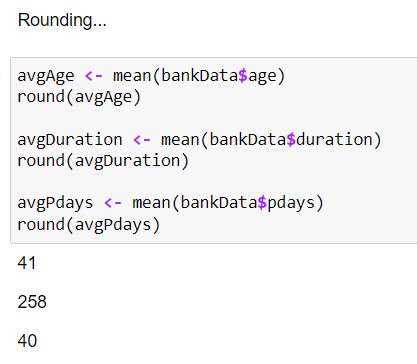 Rounding...
avgAge <- mean(bankData$age)
round(avgAge)
avgDuration <- mean(bankData$duration)
round(avgDuration)
avgPdays <- mean(bankData$pdays)
round(avgPdays)
41
258
40